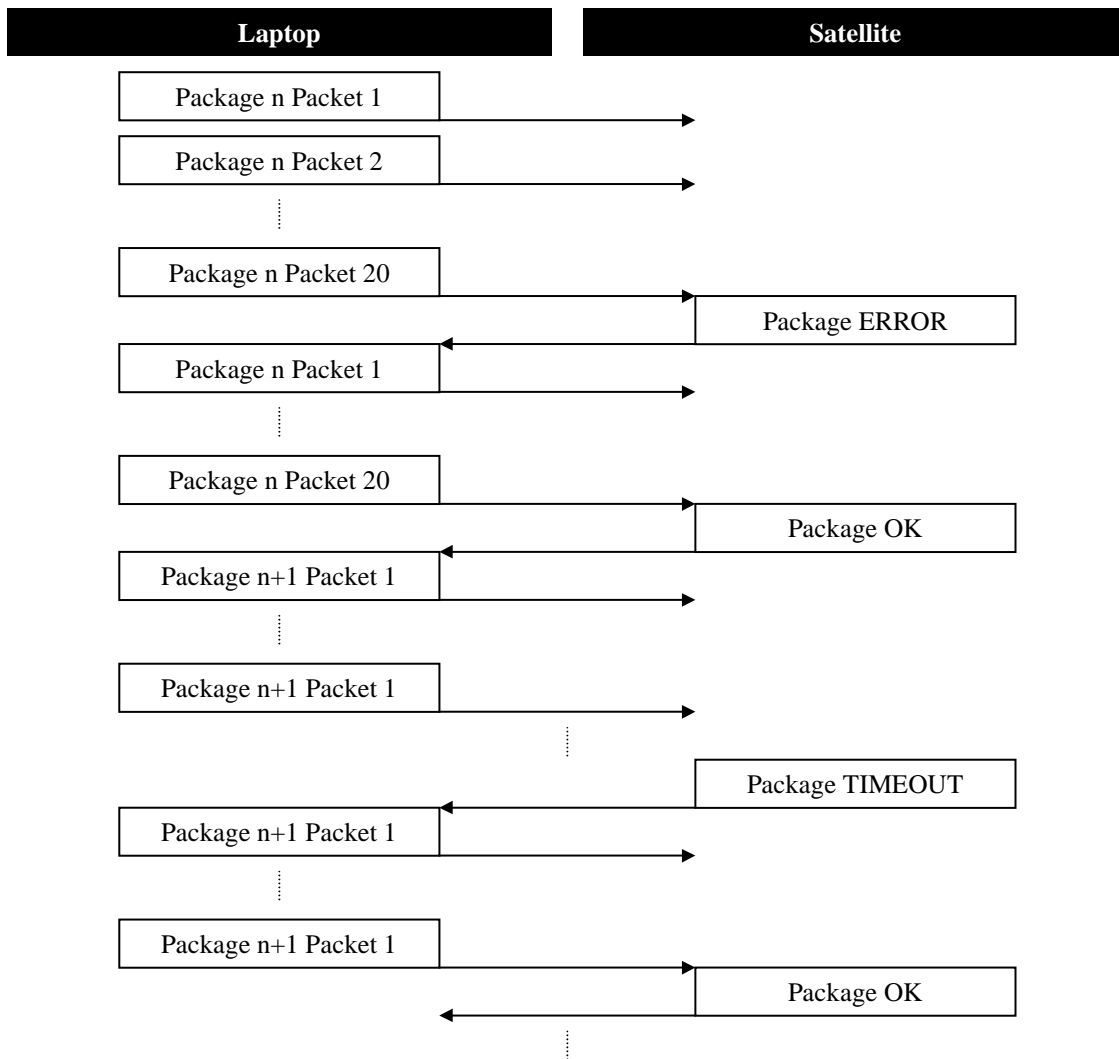 Laptop
Satellite
Package n Packet 1
Package n Packet 2
Package n Packet 20
Package ERROR
Package n Packet 1
Package n Packet 20
Package OK
Package n+1 Packet 1
Package n+1 Packet 1
Package TIMEOUT
Package n+1 Packet 1
Package n+1 Packet 1
Package OK